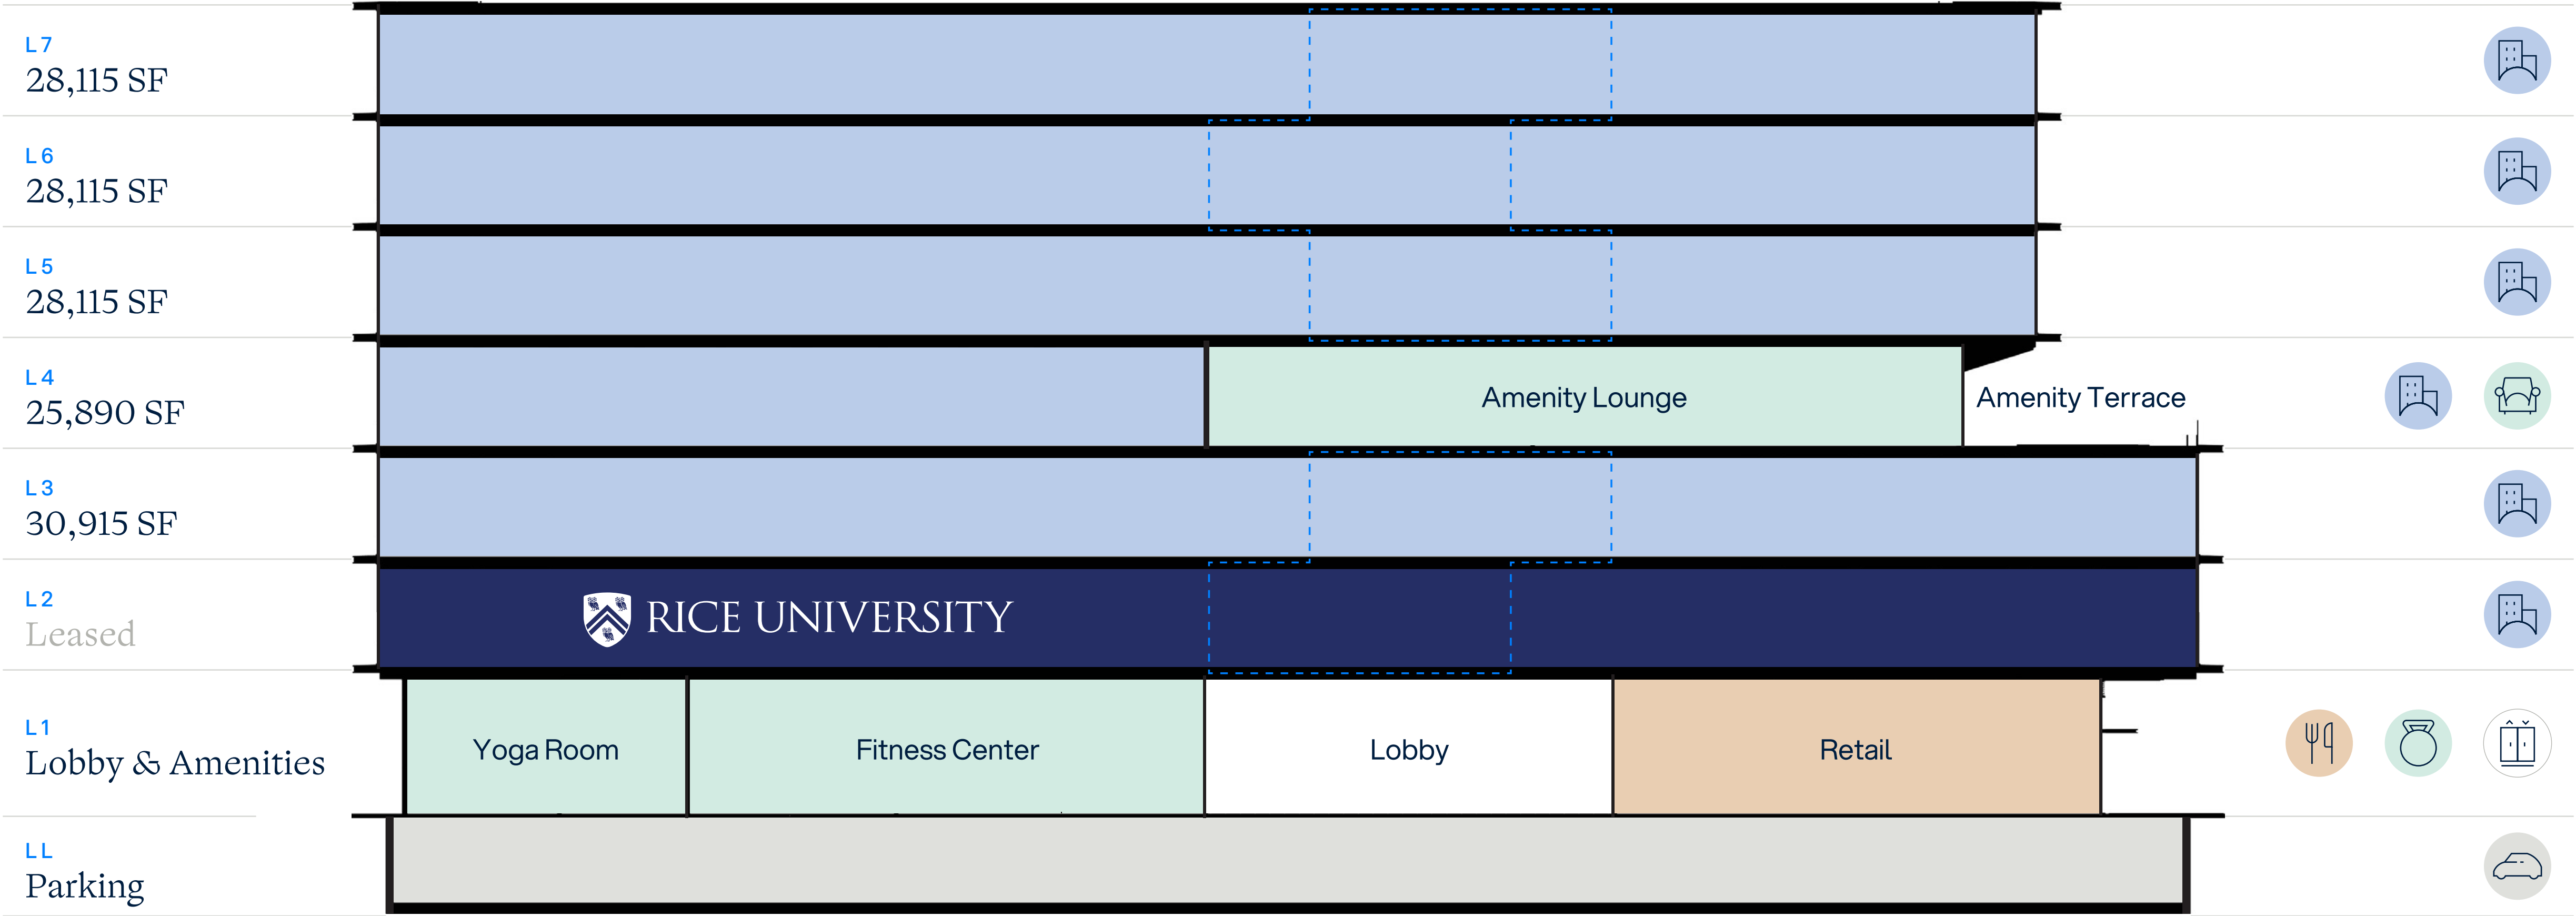 L7
28,115 SF
L6
28,115 SF
L5
28,115 SF
L4
25,890 SF
Amenity Lounge
Amenity Terrace
L3
30,915 SF
L2
Leased
RICE UNIVERSITY
L1
Lobby & Amenities
Yoga Room
Fitness Center
Lobby
Retail
LL
Parking